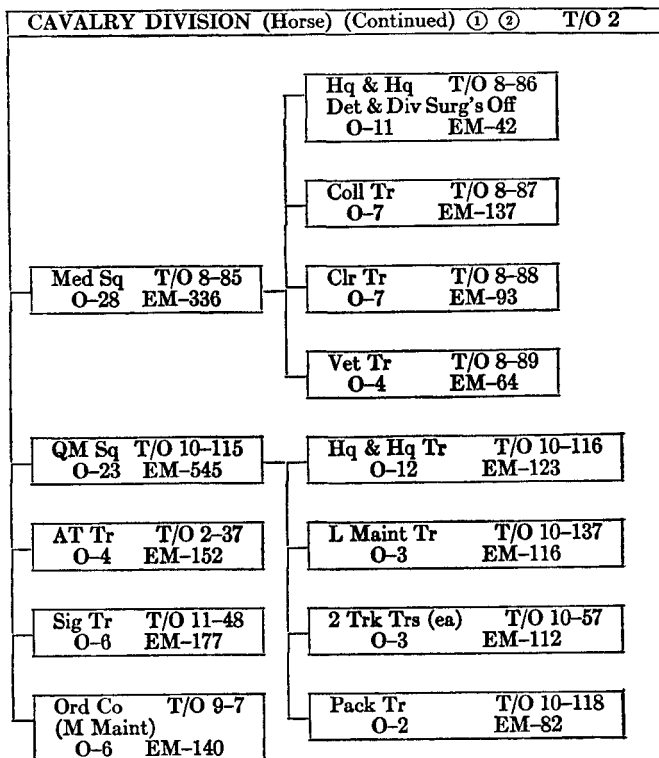 CAVALRY DIVISION (Horse) (Continued) ① ② T/O 2
Hq & Hq T/O 8–86
Det & Div Surg's Off
O–11 EM–42
Coll Tr T/O 8–87
O–7 EM–137
Med Sq T/O 8–85
O–28 EM–336
Clr Tr T/O 8–88
O–7 EM–93
Vet Tr T/O 8–89
O–4 EM–64
QM Sq T/O 10–115
O–23 EM–545
Hq & Hq Tr T/O 10–116
O–12 EM–123
AT Tr T/O 2–37
O–4 EM–152
L Maint Tr T/O 10–137
O–3 EM–116
Sig Tr T/O 11–48
O–6 EM–177
2 Trk Trs (ea) T/O 10–57
O–3 EM–112
Ord Co T/O 9–7
(M Maint)
O–6 EM–140
Pack Tr T/O 10–118
O–2 EM–82